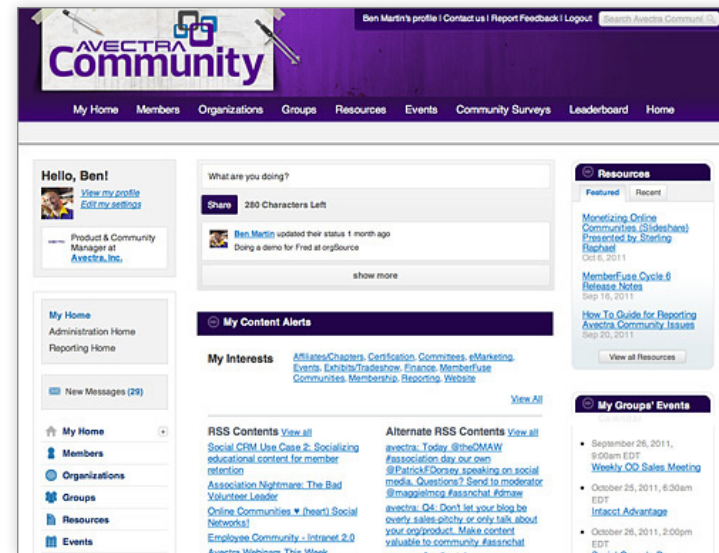 Ben Martin's profile | Contact us | Report Feedback | Logout
Search Avectra Communi
AVECTRA
Community
My Home Members Organizations Groups Resources Events Community Surveys Leaderboard Home
Hello, Ben!
View my profile
Edit my settings
Product & Community
Manager at
Avectra, Inc.
My Home
Administration Home
Reporting Home
New Messages (29)
My Home
Members
Organizations
Groups
Resources
Events
What are you doing?
Share 280 Characters Left
Ben Martin updated their status 1 month ago
Doing a demo for Fred at orgSource
show more
My Content Alerts
My Interests
Affiliates/Chapters, Certification, Committees, eMarketing,
Events, Exhibits/Tradeshow, Finance, MemberFuse
Communities, Membership, Reporting, Website
View All
RSS Contents View all
Social CRM Use Case 2: Socializing
educational content for member
retention
Association Nightmare: The Bad
Volunteer Leader
Online Communities ♥ (heart) Social
Networks!
Employee Community - Intranet 2.0
Avectra Webinars This Week
Alternate RSS Contents View all
avectra: Today @theDMAW
#association day our own
@PatrickFDorsey speaking on social
media. Questions? Send to moderator
@maggielmcg #assnchat #dmaw
avectra: Q4: Don't let your blog be
overly sales-pitchy or only talk about
your org/product. Make content
valuable to community #assnchat
Resources
Featured Recent
Monetizing Online
Communities (Slideshare)
Presented by Sterling
Raphael
Oct 6, 2011
MemberFuse Cycle 6
Release Notes
Sep 16, 2011
How To Guide for Reporting
Avectra Community Issues
Sep 20, 2011
View all Resources
My Groups' Events
September 26, 2011,
9:00am EDT
Weekly OD Sales Meeting
October 25, 2011, 6:30am
EDT
Intacct Advantage
October 26, 2011, 2:00pm
EDT